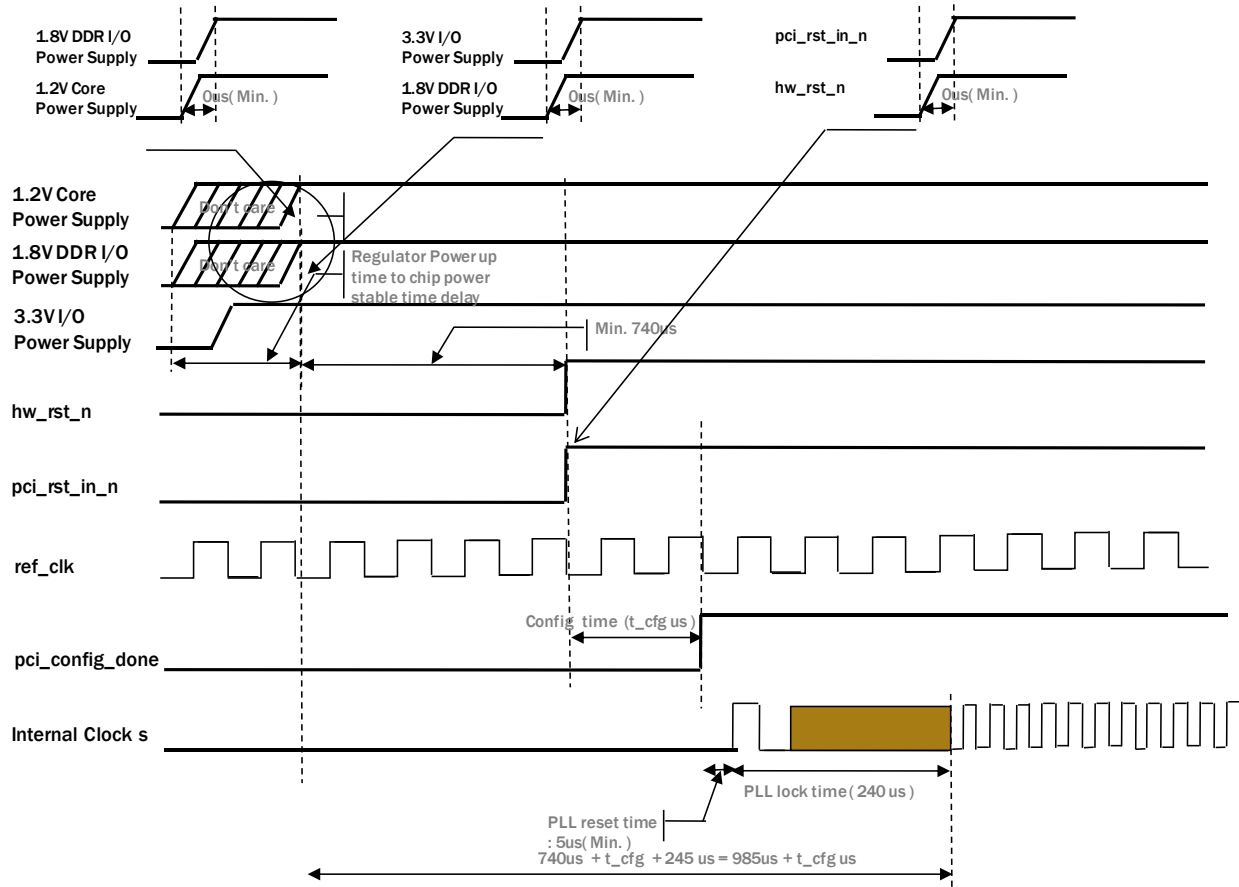 1.8V DDR I/O
Power Supply
1.2V Core
Power Supply
0us( Min. )
3.3V I/O
Power Supply
1.8V DDR I/O
Power Supply
0us( Min. )
pci_rst_in_n
hw_rst_n
0us( Min. )
1.2V Core
Power Supply
Don't care
1.8V DDR I/O
Power Supply
Don't care
Regulator Power up
time to chip power
stable time delay
3.3V I/O
Power Supply
Min. 740us
hw_rst_n
pci_rst_in_n
ref_clk
Config time (t_cfg us )
pci_config_done
Internal Clock s
PLL lock time ( 240 us )
PLL reset time
: 5us( Min. )
740us + t_cfg + 245 us = 985us + t_cfg us